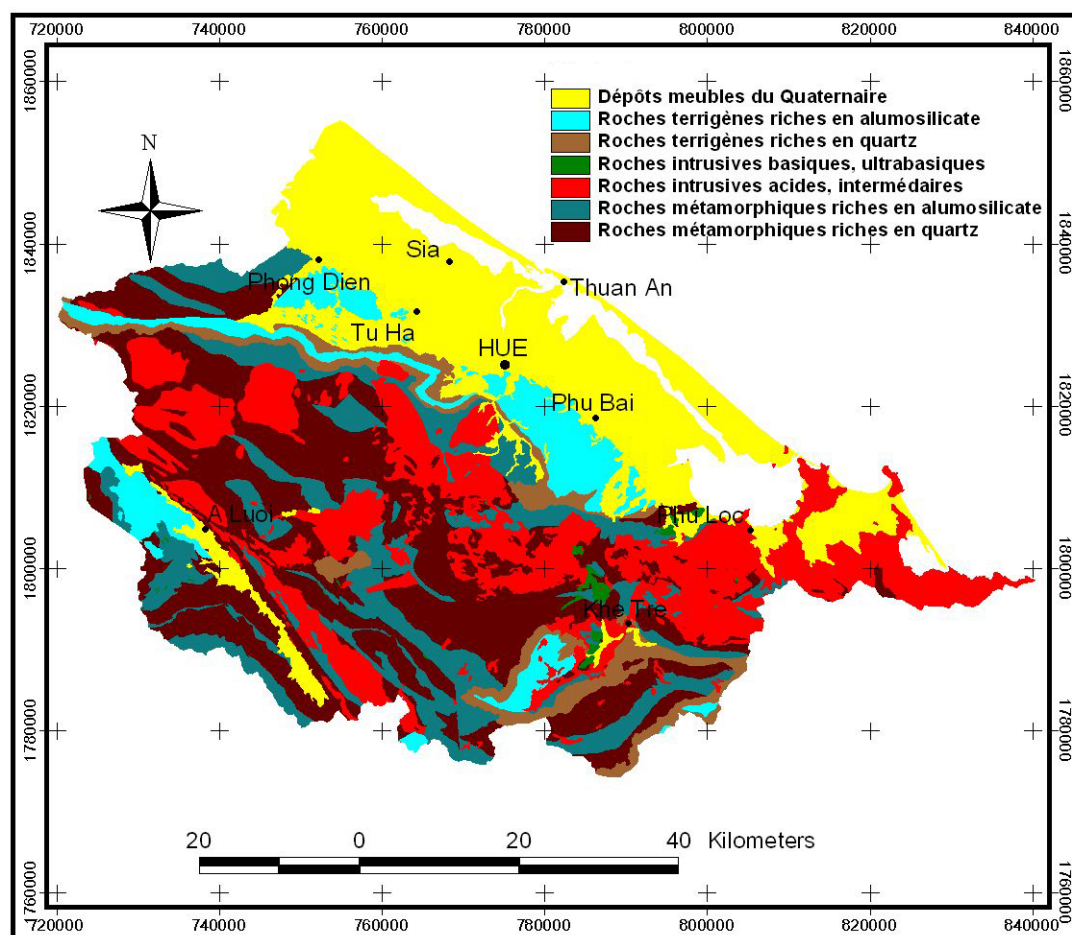 720000 740000 760000 780000 800000 820000 840000
1860000 1860000
Dépôts meubles du Quaternaire
Roches terrigènes riches en alumosilicate
Roches terrigènes riches en quartz
Roches intrusives basiques, ultrabasiques
Roches intrusives acides, intermédaires
Roches métamorphiques riches en alumosilicate
Roches métamorphiques riches en quartz
N
1840000 1840000
Sia
Phong Dien
Thuan An
Tu Ha
HUE
1820000 1820000
Phu Bai
A Luoi
Phu Loc
1800000 1800000
Khe Tre
1780000 1780000
20 0 20 40 Kilometers
1760000 1760000
720000 740000 760000 780000 800000 820000 840000